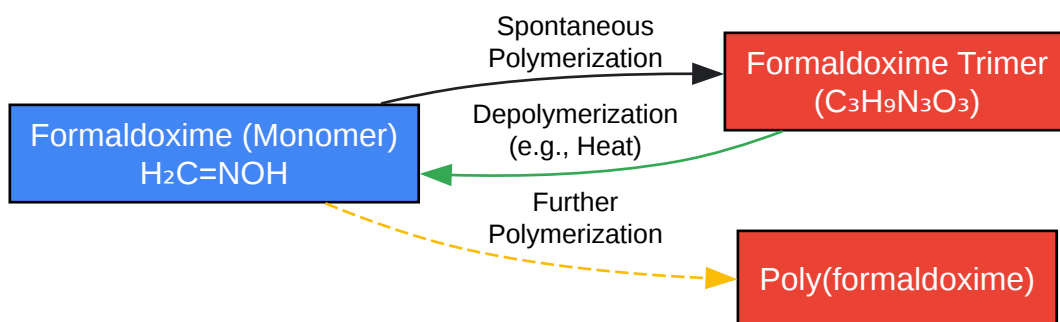 Spontaneous
Polymerization
Formaldoxime Trimer
(C₃H₉N₃O₃)
Formaldoxime (Monomer)
H₂C=NOH
Depolymerization
(e.g., Heat)
Further
Polymerization
Poly(formaldoxime)